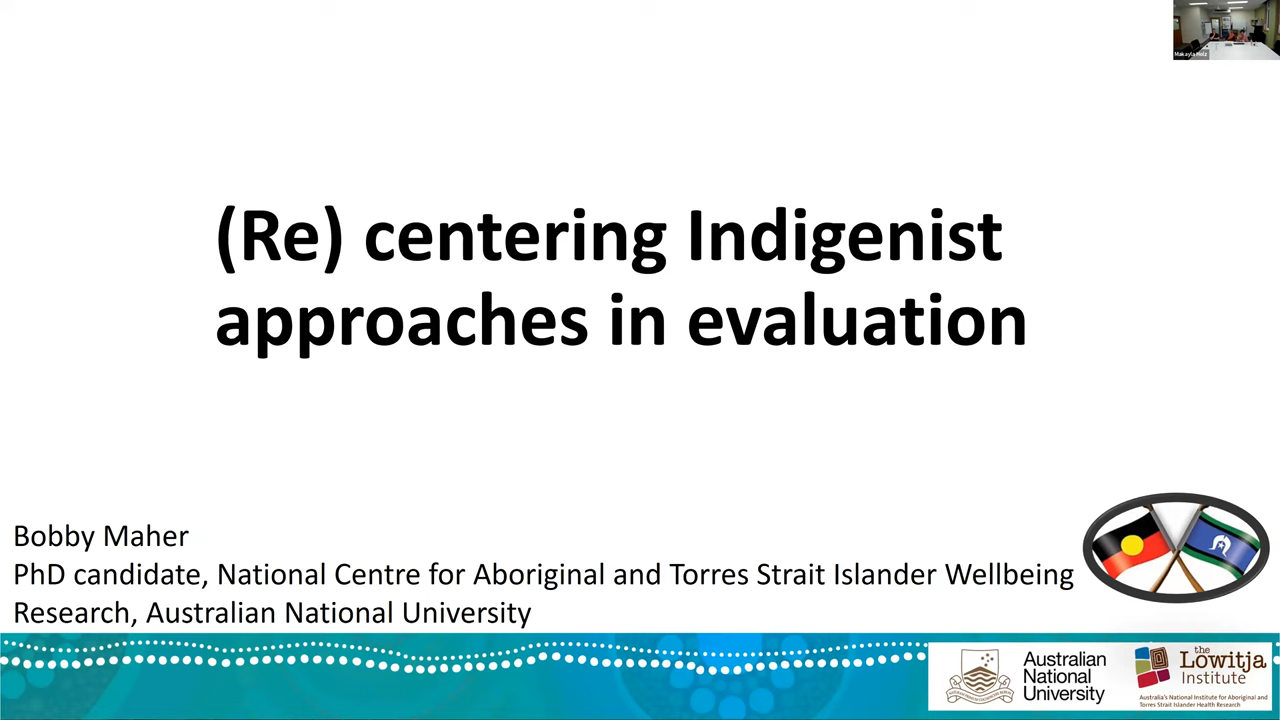 Makayla Holz
(Re) centering Indigenist
approaches in evaluation
Bobby Maher
PhD candidate, National Centre for Aboriginal and Torres Strait Islander Wellbeing
Research, Australian National University
Australian
National
University
the
Lowitja
Institute
Australia's National Institute for Aboriginal and
Torres Strait Islander Health Research